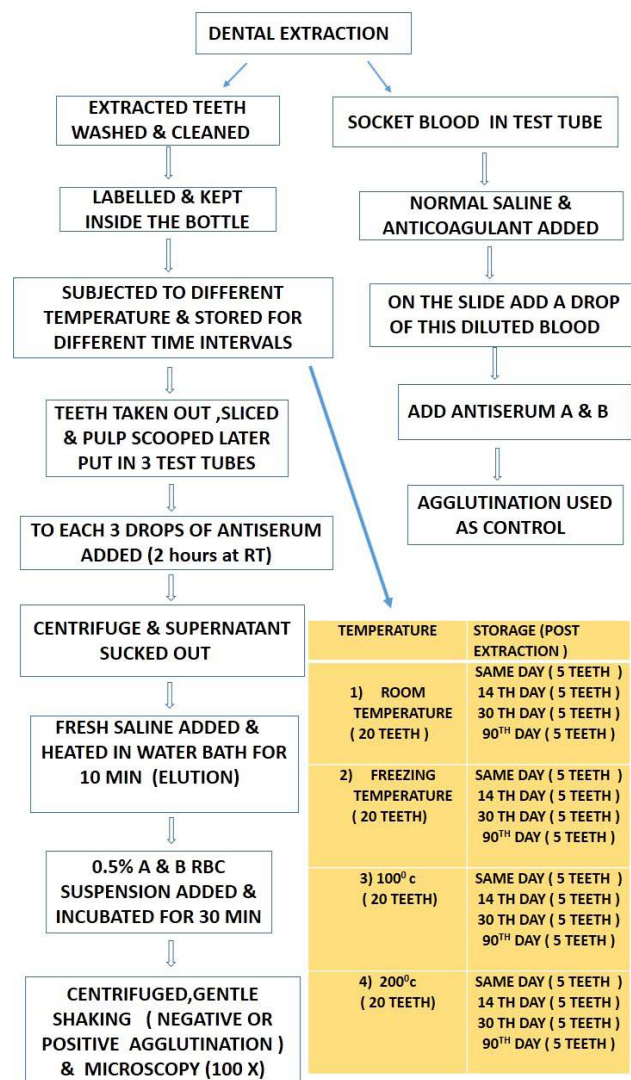 DENTAL EXTRACTION
EXTRACTED TEETH
WASHED & CLEANED
LABELLED & KEPT
INSIDE THE BOTTLE
SUBJECTED TO DIFFERENT
TEMPERATURE & STORED FOR
DIFFERENT TIME INTERVALS
TEETH TAKEN OUT ,SLICED
& PULP SCOOPED LATER
PUT IN 3 TEST TUBES
TO EACH 3 DROPS OF ANTISERUM
ADDED (2 hours at RT)
CENTRIFUGE & SUPERNATANT
SUCKED OUT
FRESH SALINE ADDED &
HEATED IN WATER BATH FOR
10 MIN (ELUTION)
0.5% A & B RBC
SUSPENSION ADDED &
INCUBATED FOR 30 MIN
CENTRIFUGED,GENTLE
SHAKING ( NEGATIVE OR
POSITIVE AGGLUTINATION )
& MICROSCOPY (100 X)
SOCKET BLOOD IN TEST TUBE
NORMAL SALINE &
ANTICOAGULANT ADDED
ON THE SLIDE ADD A DROP
OF THIS DILUTED BLOOD
ADD ANTISERUM A & B
AGGLUTINATION USED
AS CONTROL
TEMPERATURE
STORAGE (POST
EXTRACTION )
1) ROOM
TEMPERATURE
( 20 TEETH )
SAME DAY ( 5 TEETH )
14 TH DAY ( 5 TEETH )
30 TH DAY ( 5 TEETH )
90TH DAY ( 5 TEETH )
2) FREEZING
TEMPERATURE
( 20 TEETH)
SAME DAY ( 5 TEETH )
14 TH DAY ( 5 TEETH )
30 TH DAY ( 5 TEETH )
90TH DAY ( 5 TEETH )
3) 100⁰ c
( 20 TEETH)
SAME DAY ( 5 TEETH )
14 TH DAY ( 5 TEETH )
30 TH DAY ( 5 TEETH )
90TH DAY ( 5 TEETH )
4) 200⁰c
( 20 TEETH)
SAME DAY ( 5 TEETH )
14 TH DAY ( 5 TEETH )
30 TH DAY ( 5 TEETH )
90TH DAY ( 5 TEETH )